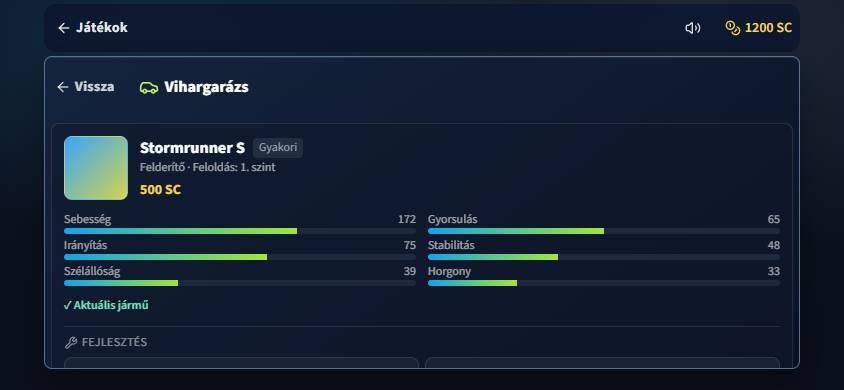 Játékok
1200 SC
Vissza
Vihargarázs
Stormrunner S Gyakori
Felderítő · Feloldás: 1. szint
500 SC
Sebesség 172
Gyorsulás 65
Irányítás 75
Stabilitás 48
Szélállóság 39
Horgony 33
✓ Aktuális jármű
FEJLESZTÉS